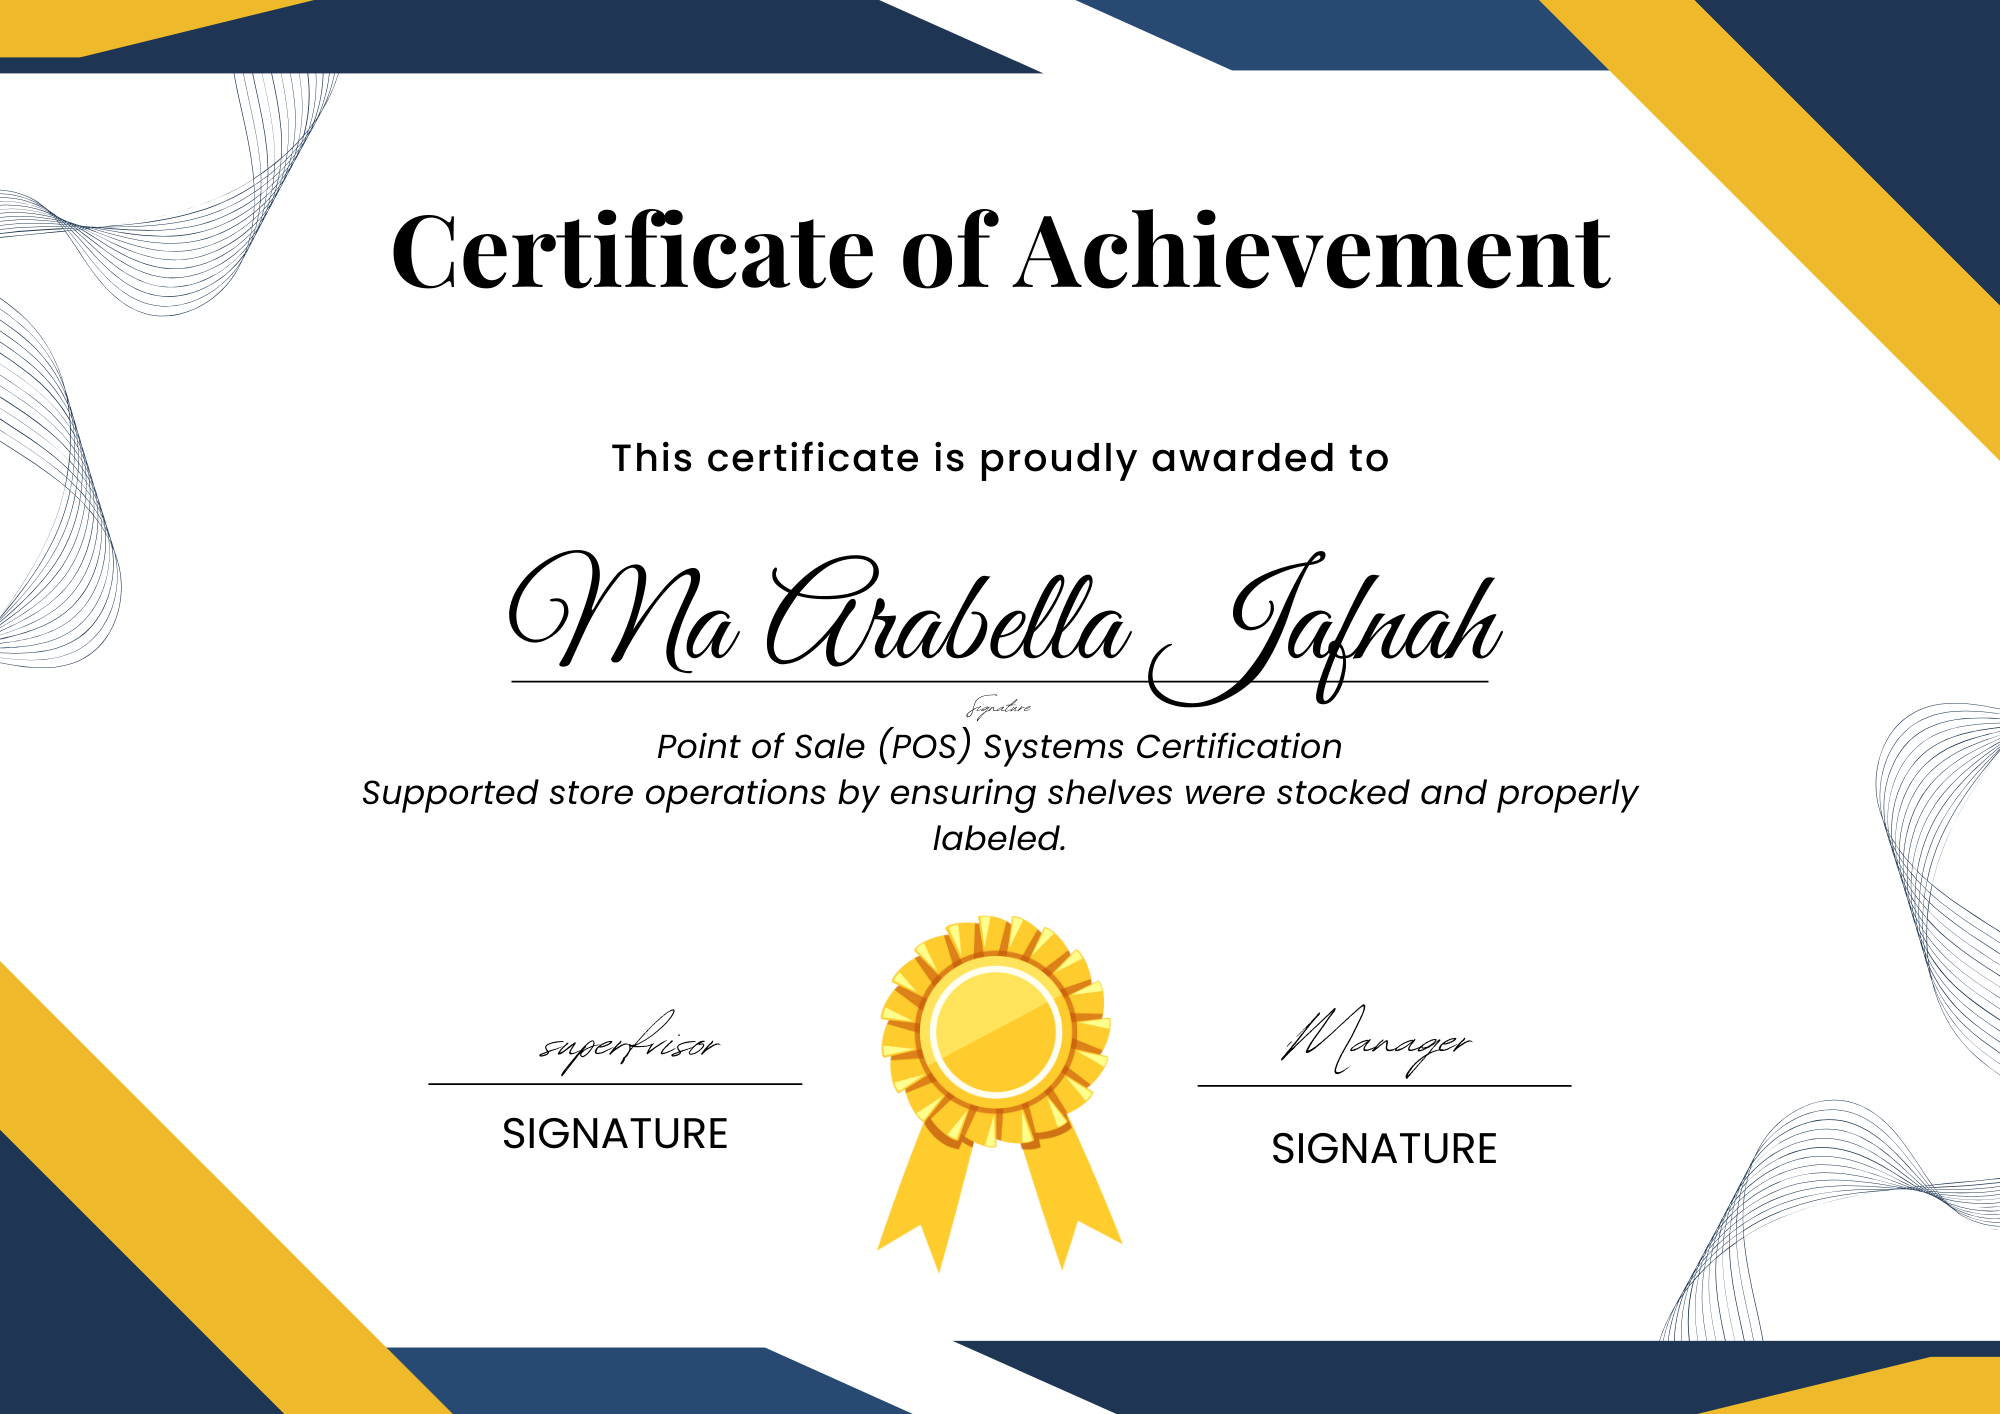 Certificate of Achievement
This certificate is proudly awarded to
Ma Arabella Jafnah
Signature
Point of Sale (POS) Systems Certification
Supported store operations by ensuring shelves were stocked and properly
labeled.
superfvisor
Manager
SIGNATURE
SIGNATURE